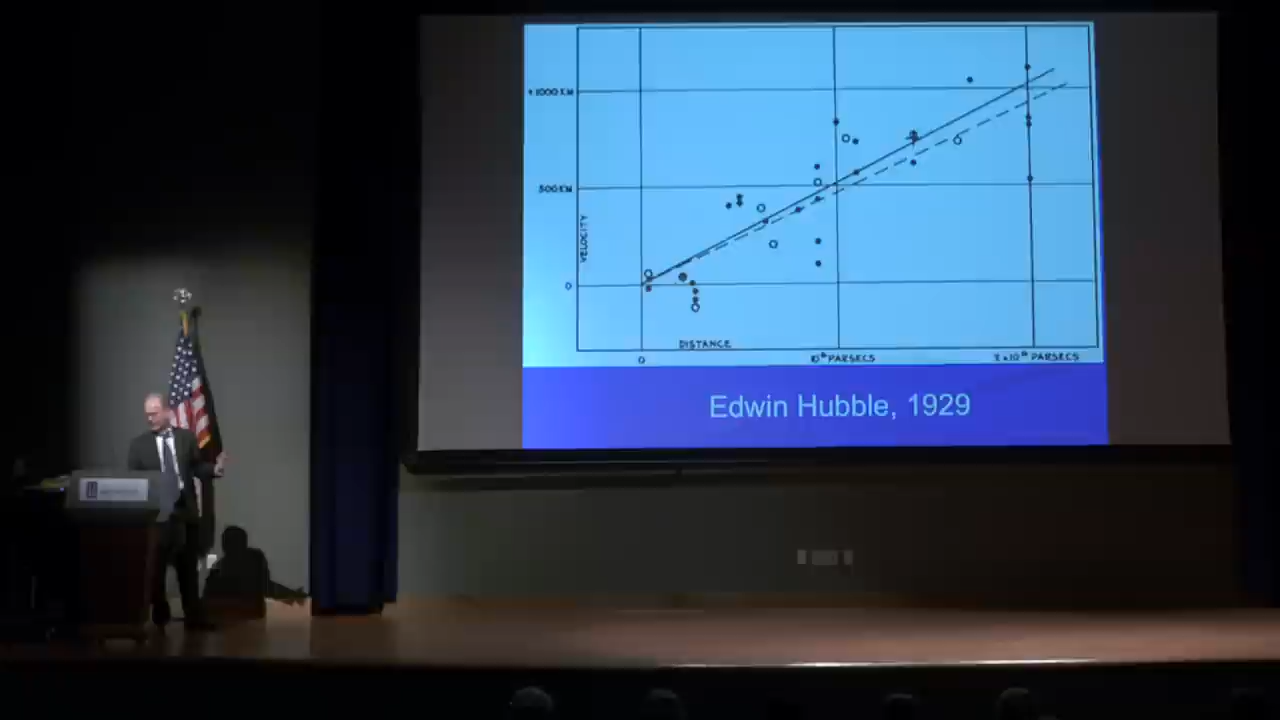 +1000 KM
500 KM
VELOCITY
0
DISTANCE
0
10⁶ PARSECS
2 x 10⁶ PARSECS
Edwin Hubble, 1929